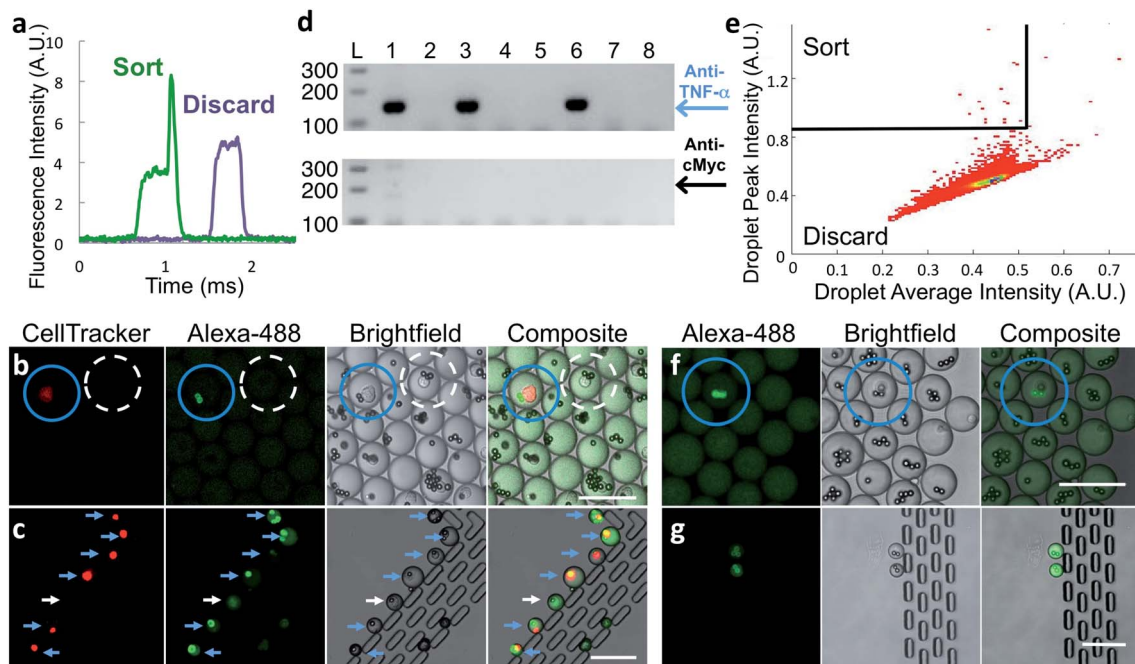 a
Fluorescence Intensity (A.U.)
10
8
6
4
2
0
Sort
Discard
0
1
2
Time (ms)
d
L 1 2 3 4 5 6 7 8
300
200
100
Anti-
TNF-α
300
200
100
Anti-
cMyc
e
Droplet Peak Intensity (A.U.)
Sort
1.2
0.8
0.4
0
Discard
0 0.1 0.2 0.3 0.4 0.5 0.6 0.7
Droplet Average Intensity (A.U.)
CellTracker Alexa-488 Brightfield Composite
b
c
Alexa-488 Brightfield Composite
f
g